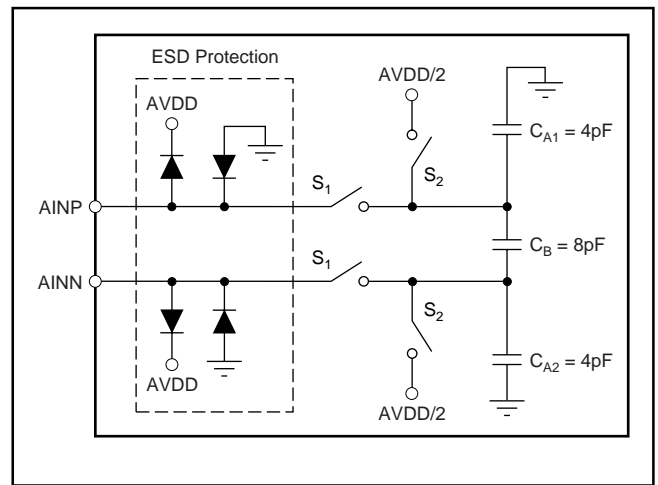 ESD Protection
AVDD
AVDD/2
C_A1 = 4pF
S_1
S_2
AINP
C_B = 8pF
S_1
AINN
S_2
C_A2 = 4pF
AVDD
AVDD/2